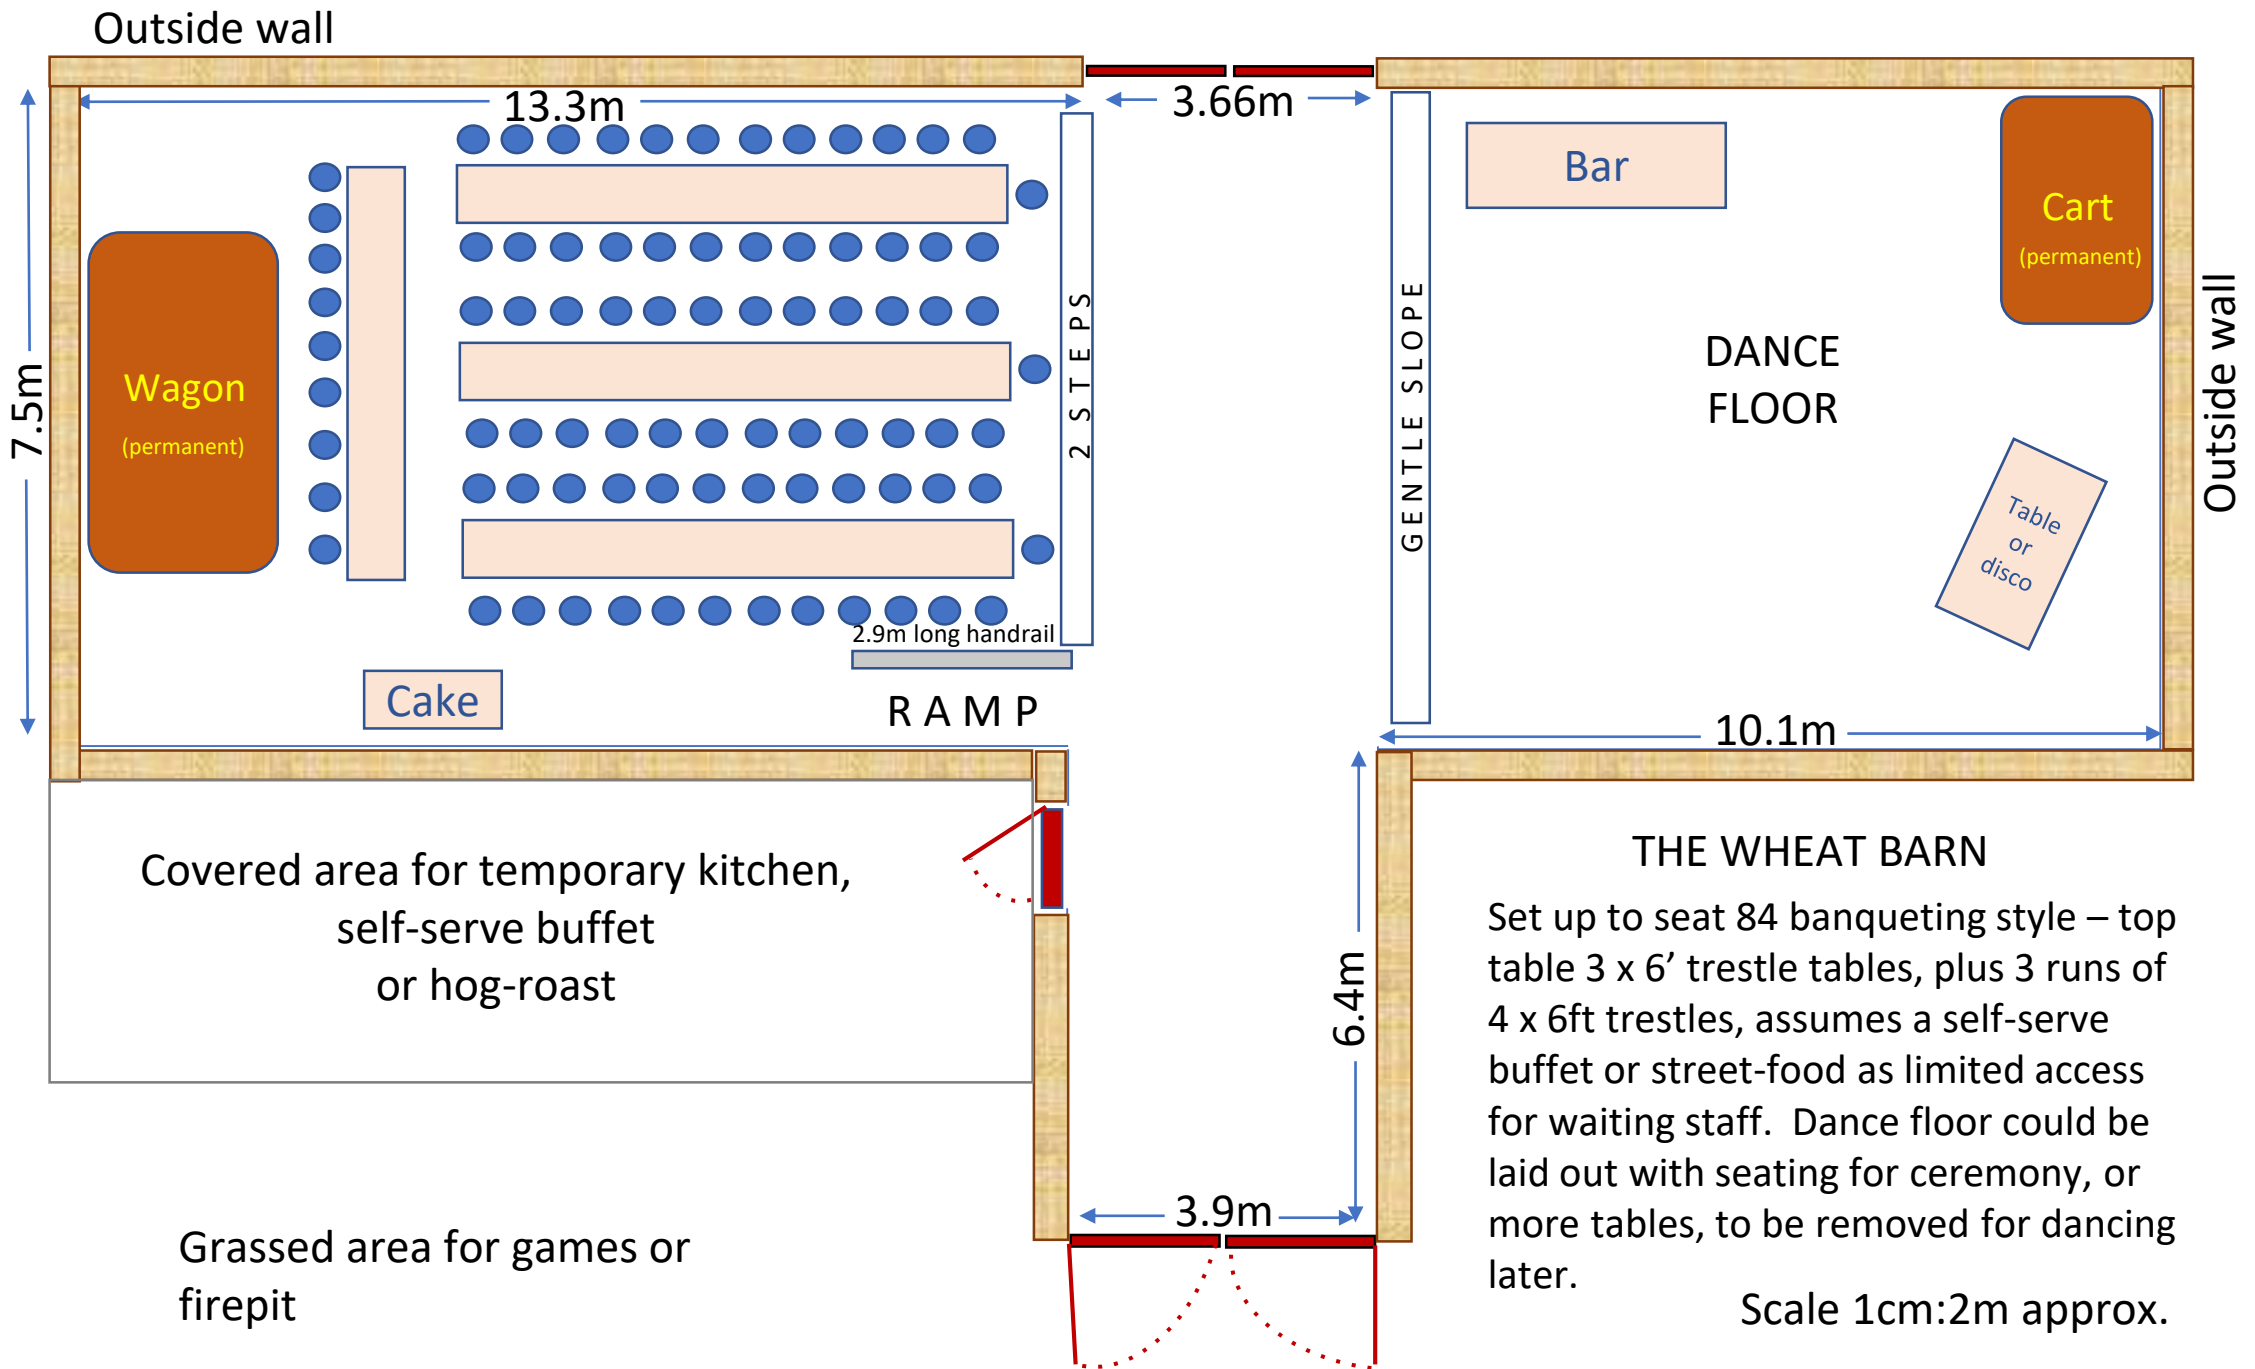 Outside wall
13.3m
3.66m
7.5m
Wagon
(permanent)
2 STEPS
GENTLE SLOPE
Bar
Cart
(permanent)
DANCE
FLOOR
Table
or
disco
Outside wall
2.9m long handrail
Cake
RAMP
10.1m
Covered area for temporary kitchen,
self-serve buffet
or hog-roast
6.4m
3.9m
Grassed area for games or
firepit
THE WHEAT BARN
Set up to seat 84 banqueting style – top
table 3 x 6’ trestle tables, plus 3 runs of
4 x 6ft trestles, assumes a self-serve
buffet or street-food as limited access
for waiting staff.  Dance floor could be
laid out with seating for ceremony, or
more tables, to be removed for dancing
later.
Scale 1cm:2m approx.